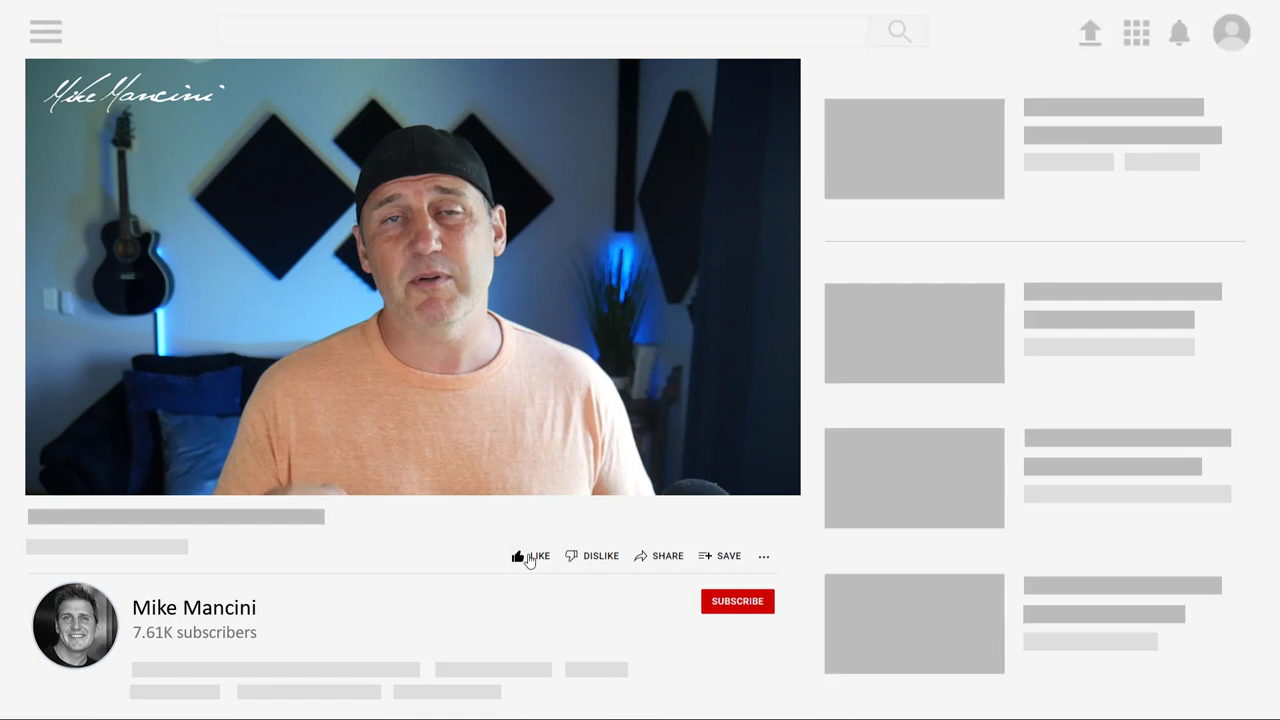 Mike Mancini
LIKE
DISLIKE
SHARE
SAVE
Mike Mancini
SUBSCRIBE
7.61K subscribers